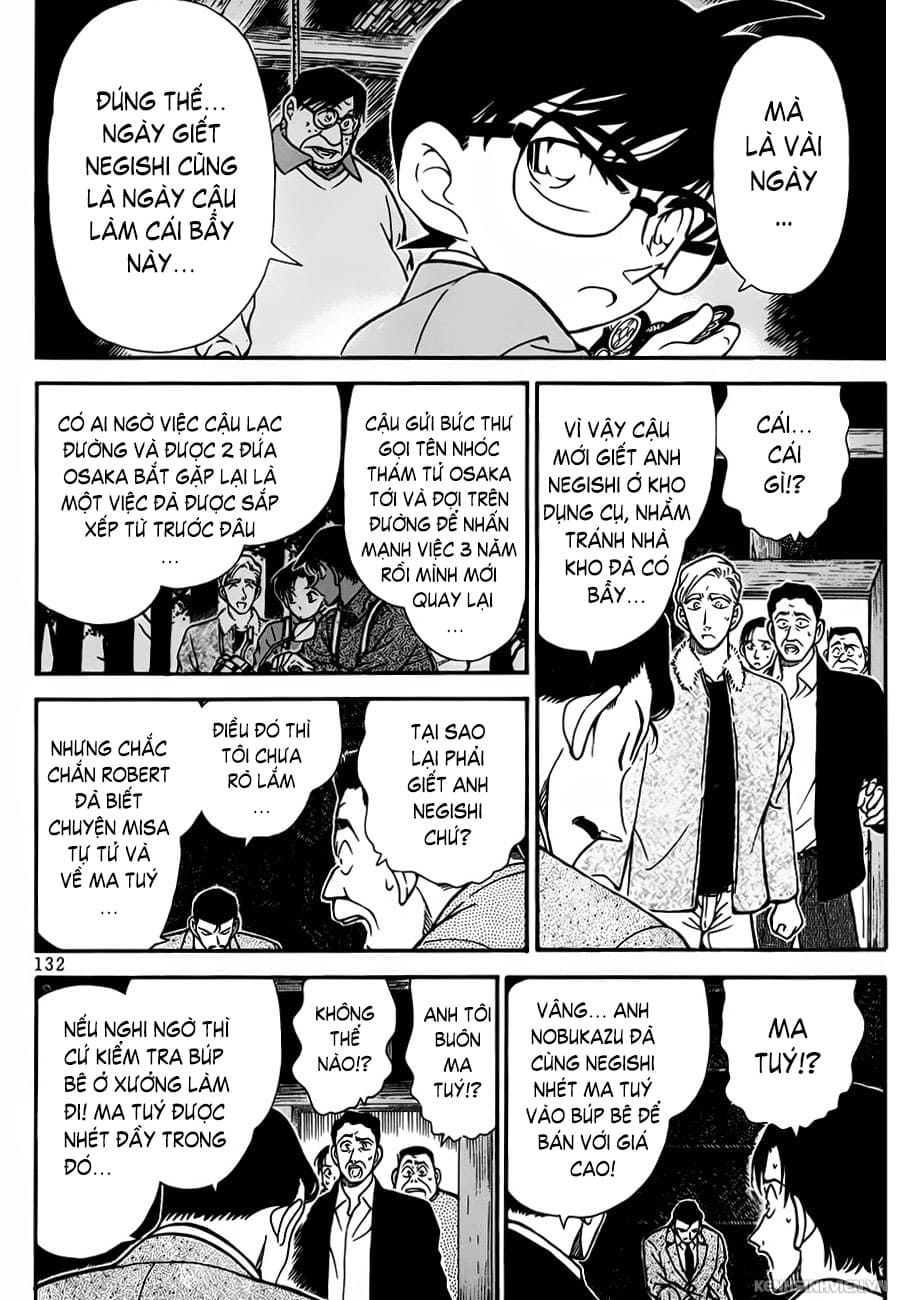 MÀ
LÀ VÀI
NGÀY
...
ĐỨNG THẾ...
NGÀY GIẾT
NEGISHI CŨNG
LÀ NGÀY CẬU
LÀM CÁI BẪY
NÀY...
CÁI...
CÁI
GÌ!?
VÌ VẬY CẬU
MỚI GIẾT ANH
NEGISHI Ở KHO
DỤNG CỤ, NHẰM
TRÁNH NHÀ
KHO ĐÃ CÓ
BẪY...
CẬU GỬI BỨC THƯ
GỌI TÊN NHÓC
THÁM TỬ OSAKA
TỚI VÀ ĐỢI TRÊN
ĐƯỜNG ĐỂ NHẤN
MẠNH VIỆC 3 NĂM
RỒI MÌNH MỚI
QUAY LẠI
...
CÓ AI NGỜ VIỆC CẬU LẠC
ĐƯỜNG VÀ ĐƯỢC 2 ĐỨA
OSAKA BẮT GẶP LẠI LÀ
MỘT VIỆC ĐÃ ĐƯỢC SẮP
XẾP TỪ TRƯỚC ĐÂU
...
TẠI SAO
LẠI PHẢI
GIẾT ANH
NEGISHI
CHỨ?
ĐIỀU ĐÓ THÌ
TÔI CHƯA
RÕ LẮM
...
NHƯNG CHẮC
CHẮN ROBERT
ĐÃ BIẾT
CHUYỆN MISA
TỰ TỬ VÀ
VỀ MA TUÝ
...
132
MA
TUÝ!?
VÂNG... ANH
NOBUKAZU ĐÃ
CÙNG NEGISHI
NHÉT MA TUÝ
VÀO BÚP BÊ ĐỂ
BÁN VỚI GIÁ
CAO!
ANH TÔI
BUÔN
MA
TUÝ!?
KHÔNG
THỂ
NÀO!?
NẾU NGHI NGỜ THÌ
CỨ KIỂM TRA BÚP
BÊ Ở XƯỞNG LÀM
ĐI! MA TUÝ ĐƯỢC
NHÉT ĐẦY TRONG
ĐÓ...
KENHSINHVIEN.VN